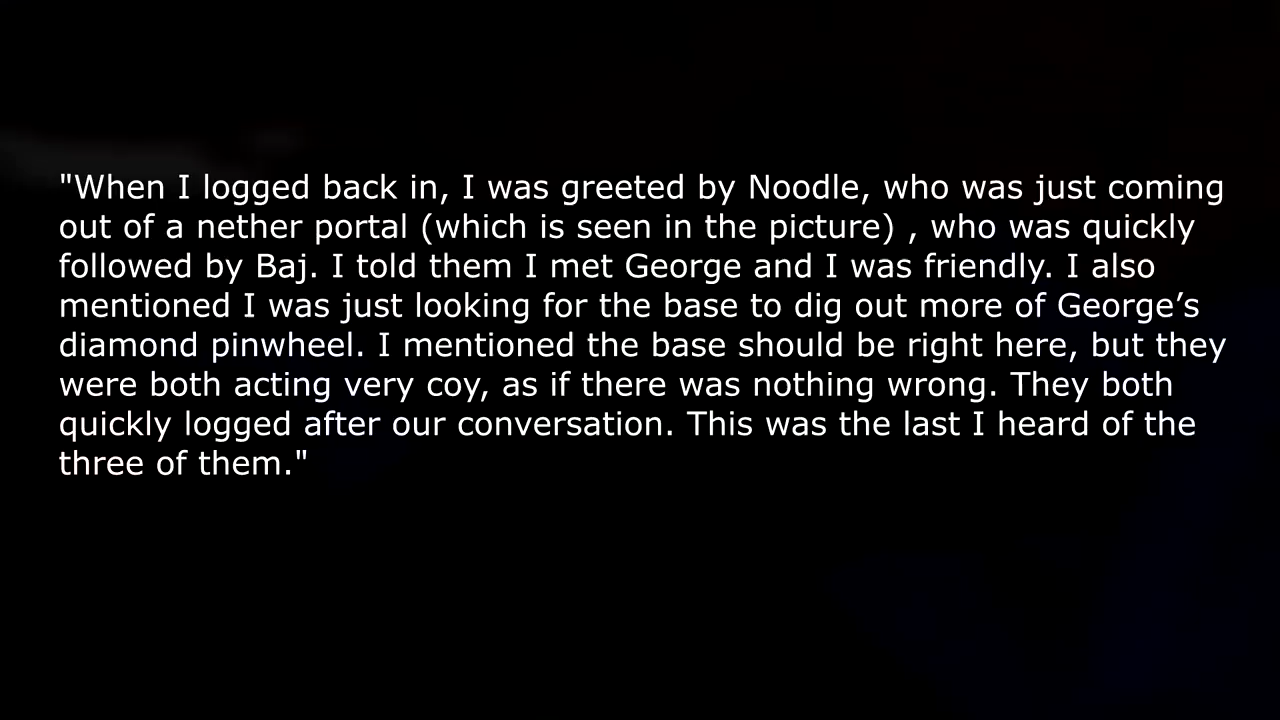 "When I logged back in, I was greeted by Noodle, who was just coming
out of a nether portal (which is seen in the picture) , who was quickly
followed by Baj. I told them I met George and I was friendly. I also
mentioned I was just looking for the base to dig out more of George’s
diamond pinwheel. I mentioned the base should be right here, but they
were both acting very coy, as if there was nothing wrong. They both
quickly logged after our conversation. This was the last I heard of the
three of them."